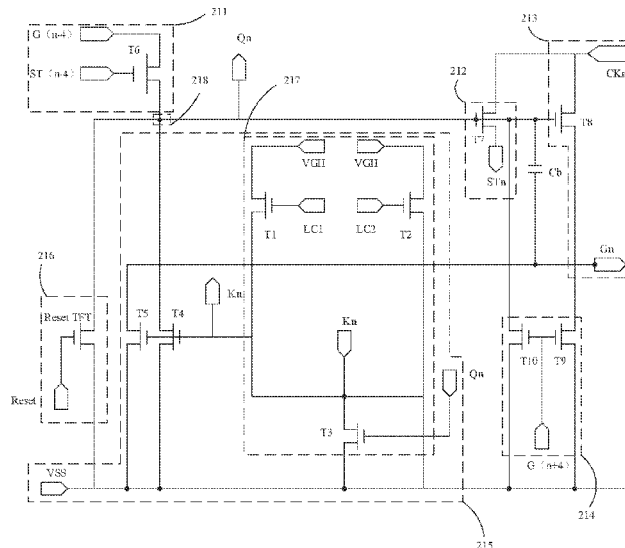 211
213
G（n-4）
T6
Qn
CKn
217
ST（n-4）
218
212
T7
T8
VGH
VGH
STn
Cb
LC1
LC2
T1
T2
216
Kn
Gn
Reset TFT
T5
T4
Kn
T10
T9
Qn
Reset
T3
G（n+4）
VSS
214
215